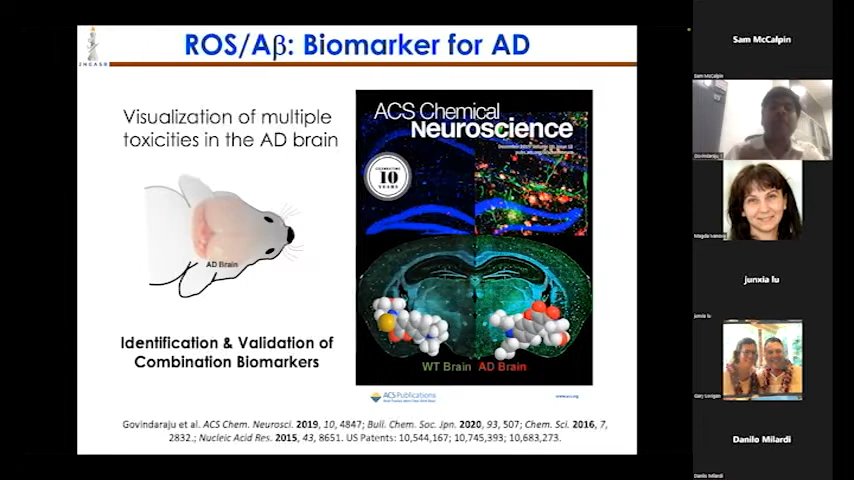 ROS/Aβ: Biomarker for AD
JNCASR
Visualization of multiple
toxicities in the AD brain
AD Brain
Identification & Validation of
Combination Biomarkers
ACS Chemical
Neuroscience
CELEBRATING
10
YEARS
WT Brain AD Brain
ACS Publications
www.acs.org
Govindaraju et al. ACS Chem. Neurosci. 2019, 10, 4847; Bull. Chem. Soc. Jpn. 2020, 93, 507; Chem. Sci. 2016, 7,
2832.; Nucleic Acid Res. 2015, 43, 8651. US Patents: 10,544,167; 10,745,393; 10,683,273.
Sam McCalpin
Sam McCalpin
junxia lu
junxia lu
Danilo Milardi
Danilo Milardi